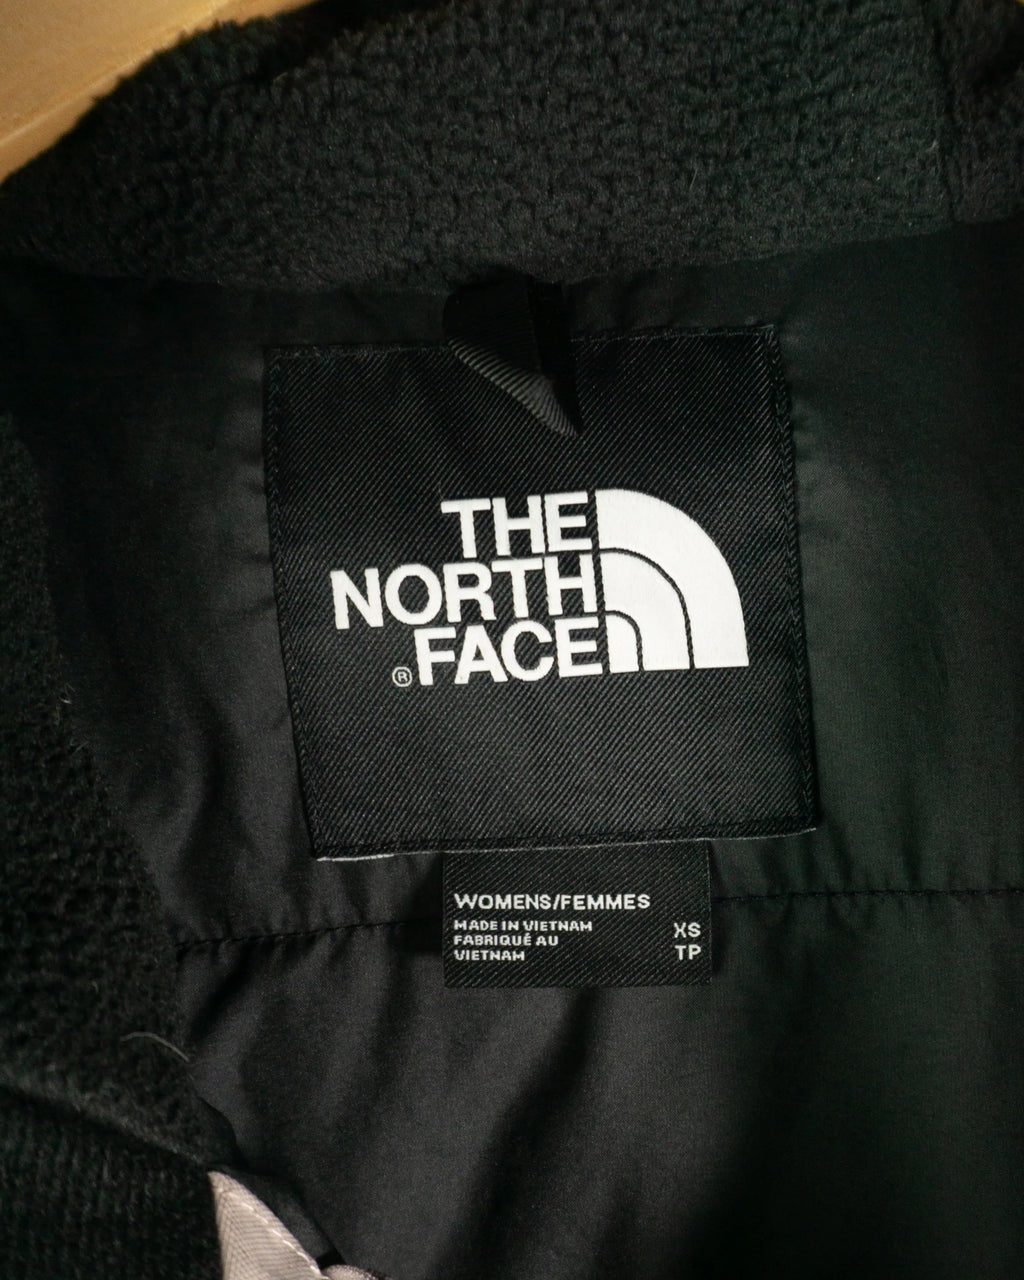 THE
NORTH
® FACE
WOMENS/FEMMES
MADE IN VIETNAM
FABRIQUÉ AU
VIETNAM
XS
TP